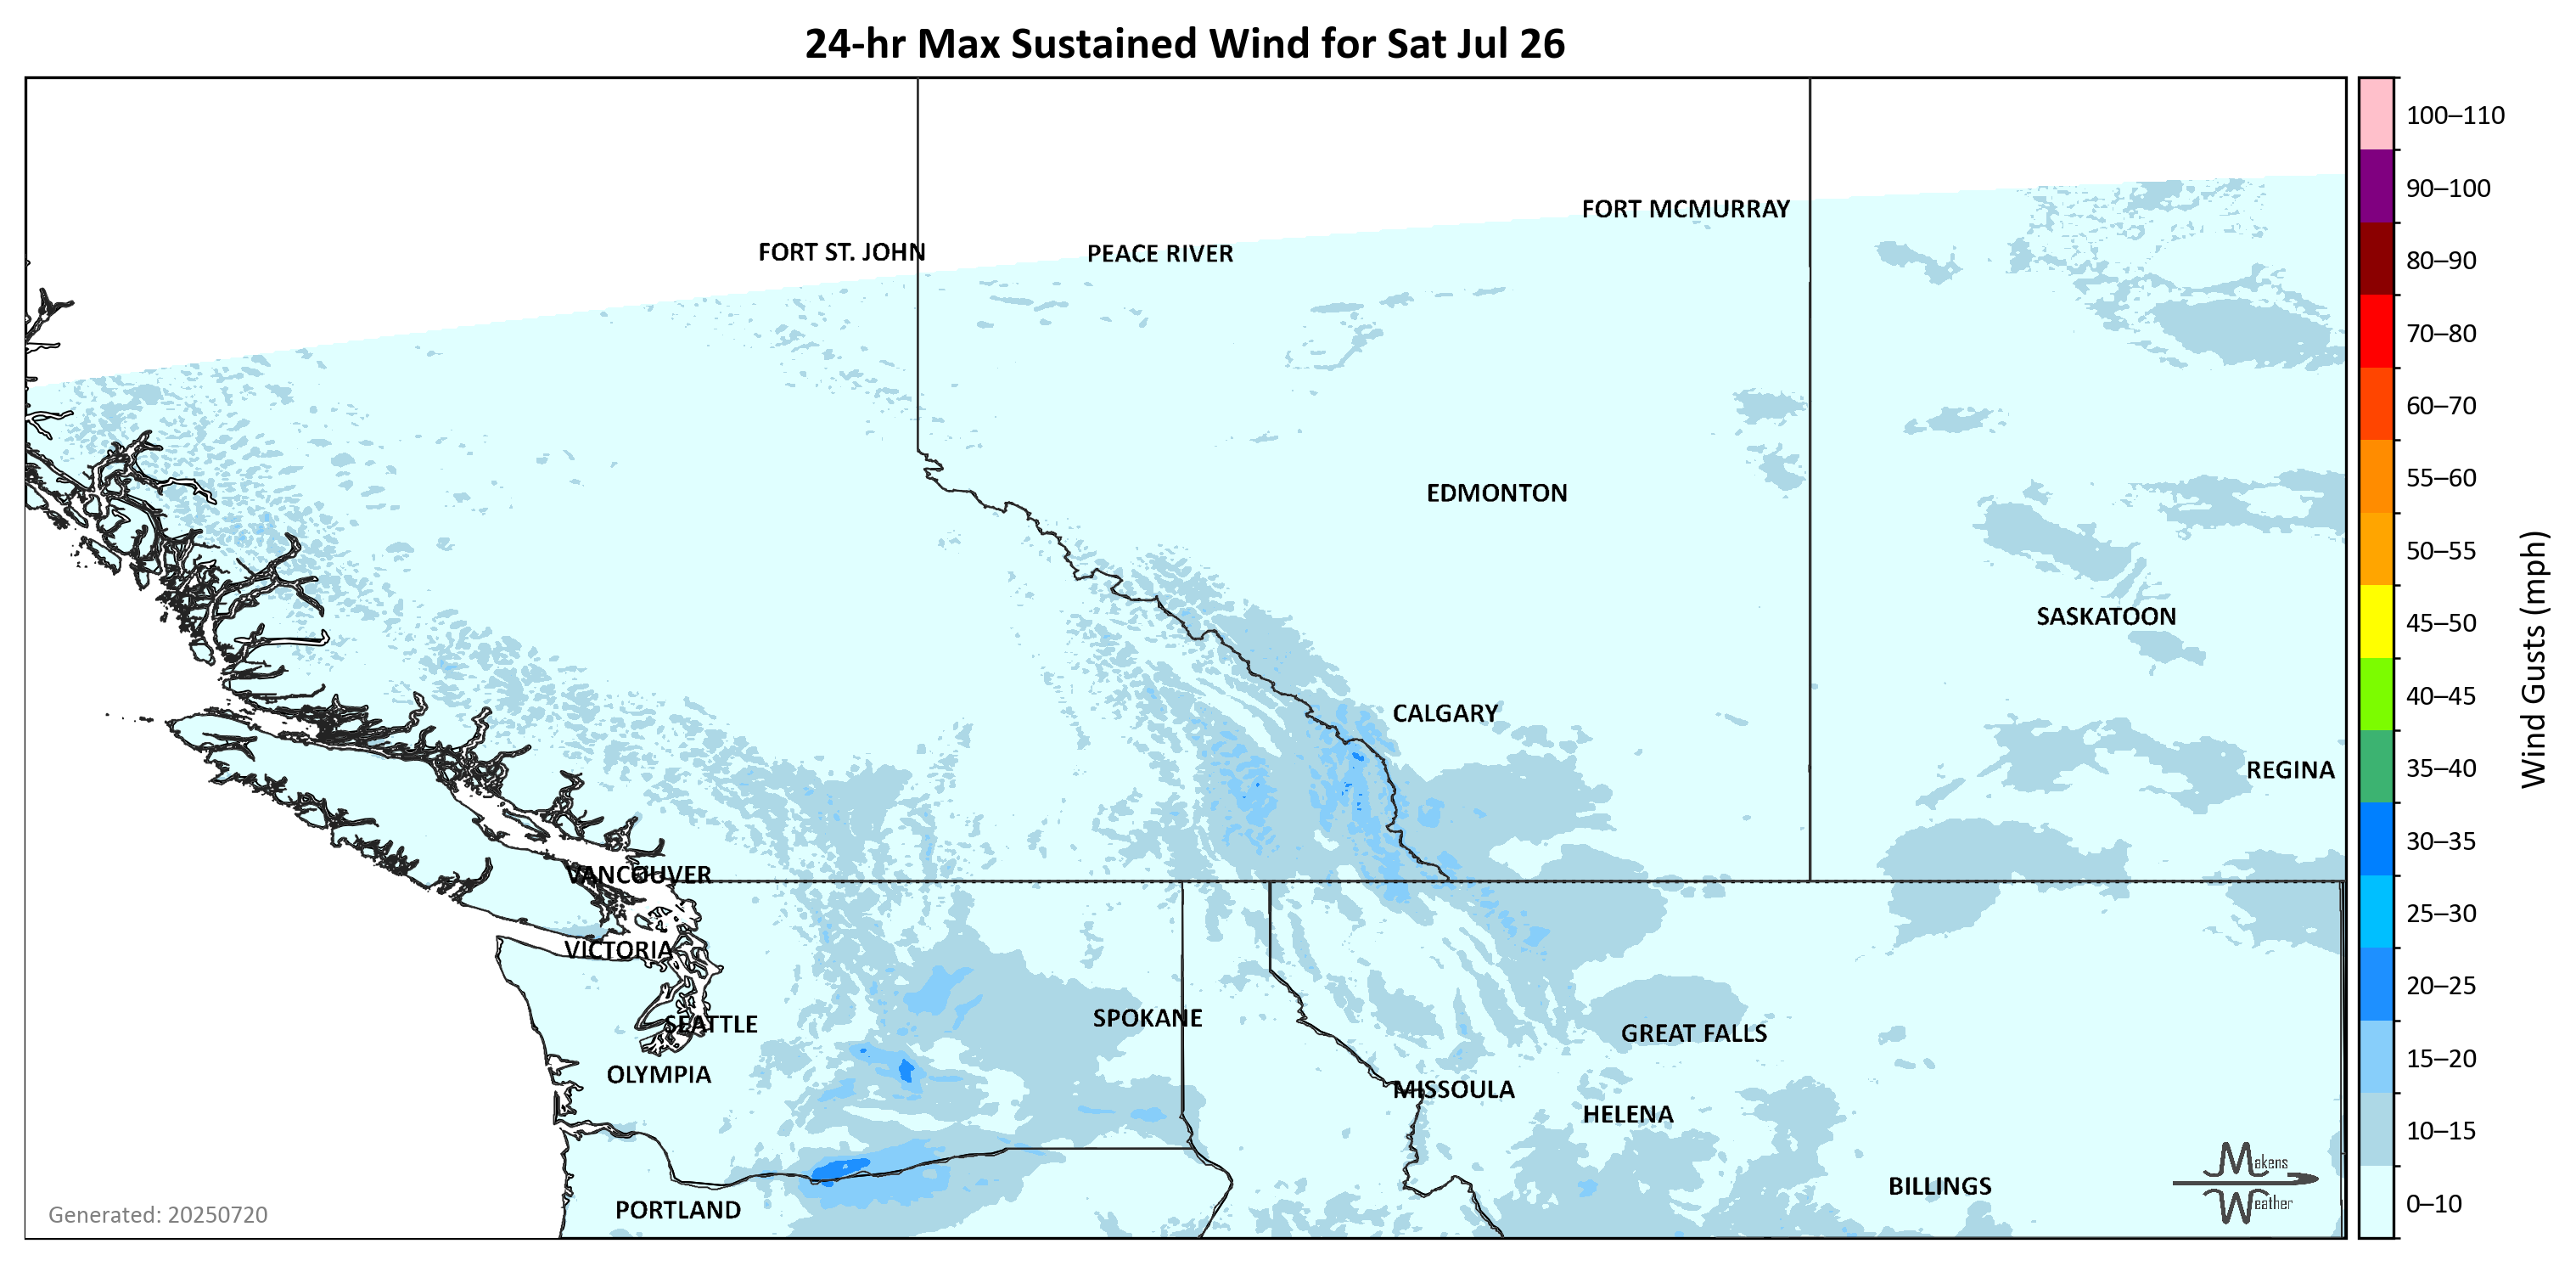 24-hr Max Sustained Wind for Sat Jul 26
100–110
90–100
80–90
70–80
60–70
55–60
50–55
45–50
40–45
35–40
30–35
25–30
20–25
15–20
10–15
0–10
Wind Gusts (mph)
FORT MCMURRAY
FORT ST. JOHN
PEACE RIVER
EDMONTON
SASKATOON
CALGARY
REGINA
VANCOUVER
VICTORIA
SEATTLE
SPOKANE
GREAT FALLS
OLYMPIA
MISSOULA
HELENA
BILLINGS
PORTLAND
Makens
Weather
Generated: 20250720